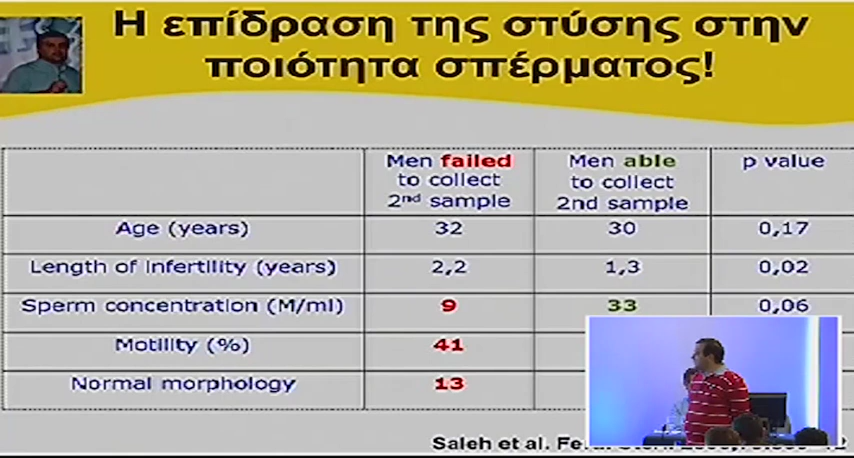 Η επίδραση της στύσης στην
ποιότητα σπέρματος!
Men failed
to collect
2nd sample
Men able
to collect
2nd sample
p value
Age (years) 32 30 0,17
Length of infertility (years) 2,2 1,3 0,02
Sperm concentration (M/ml) 9 33 0,06
Motility (%) 41
Normal morphology 13
Saleh et al.